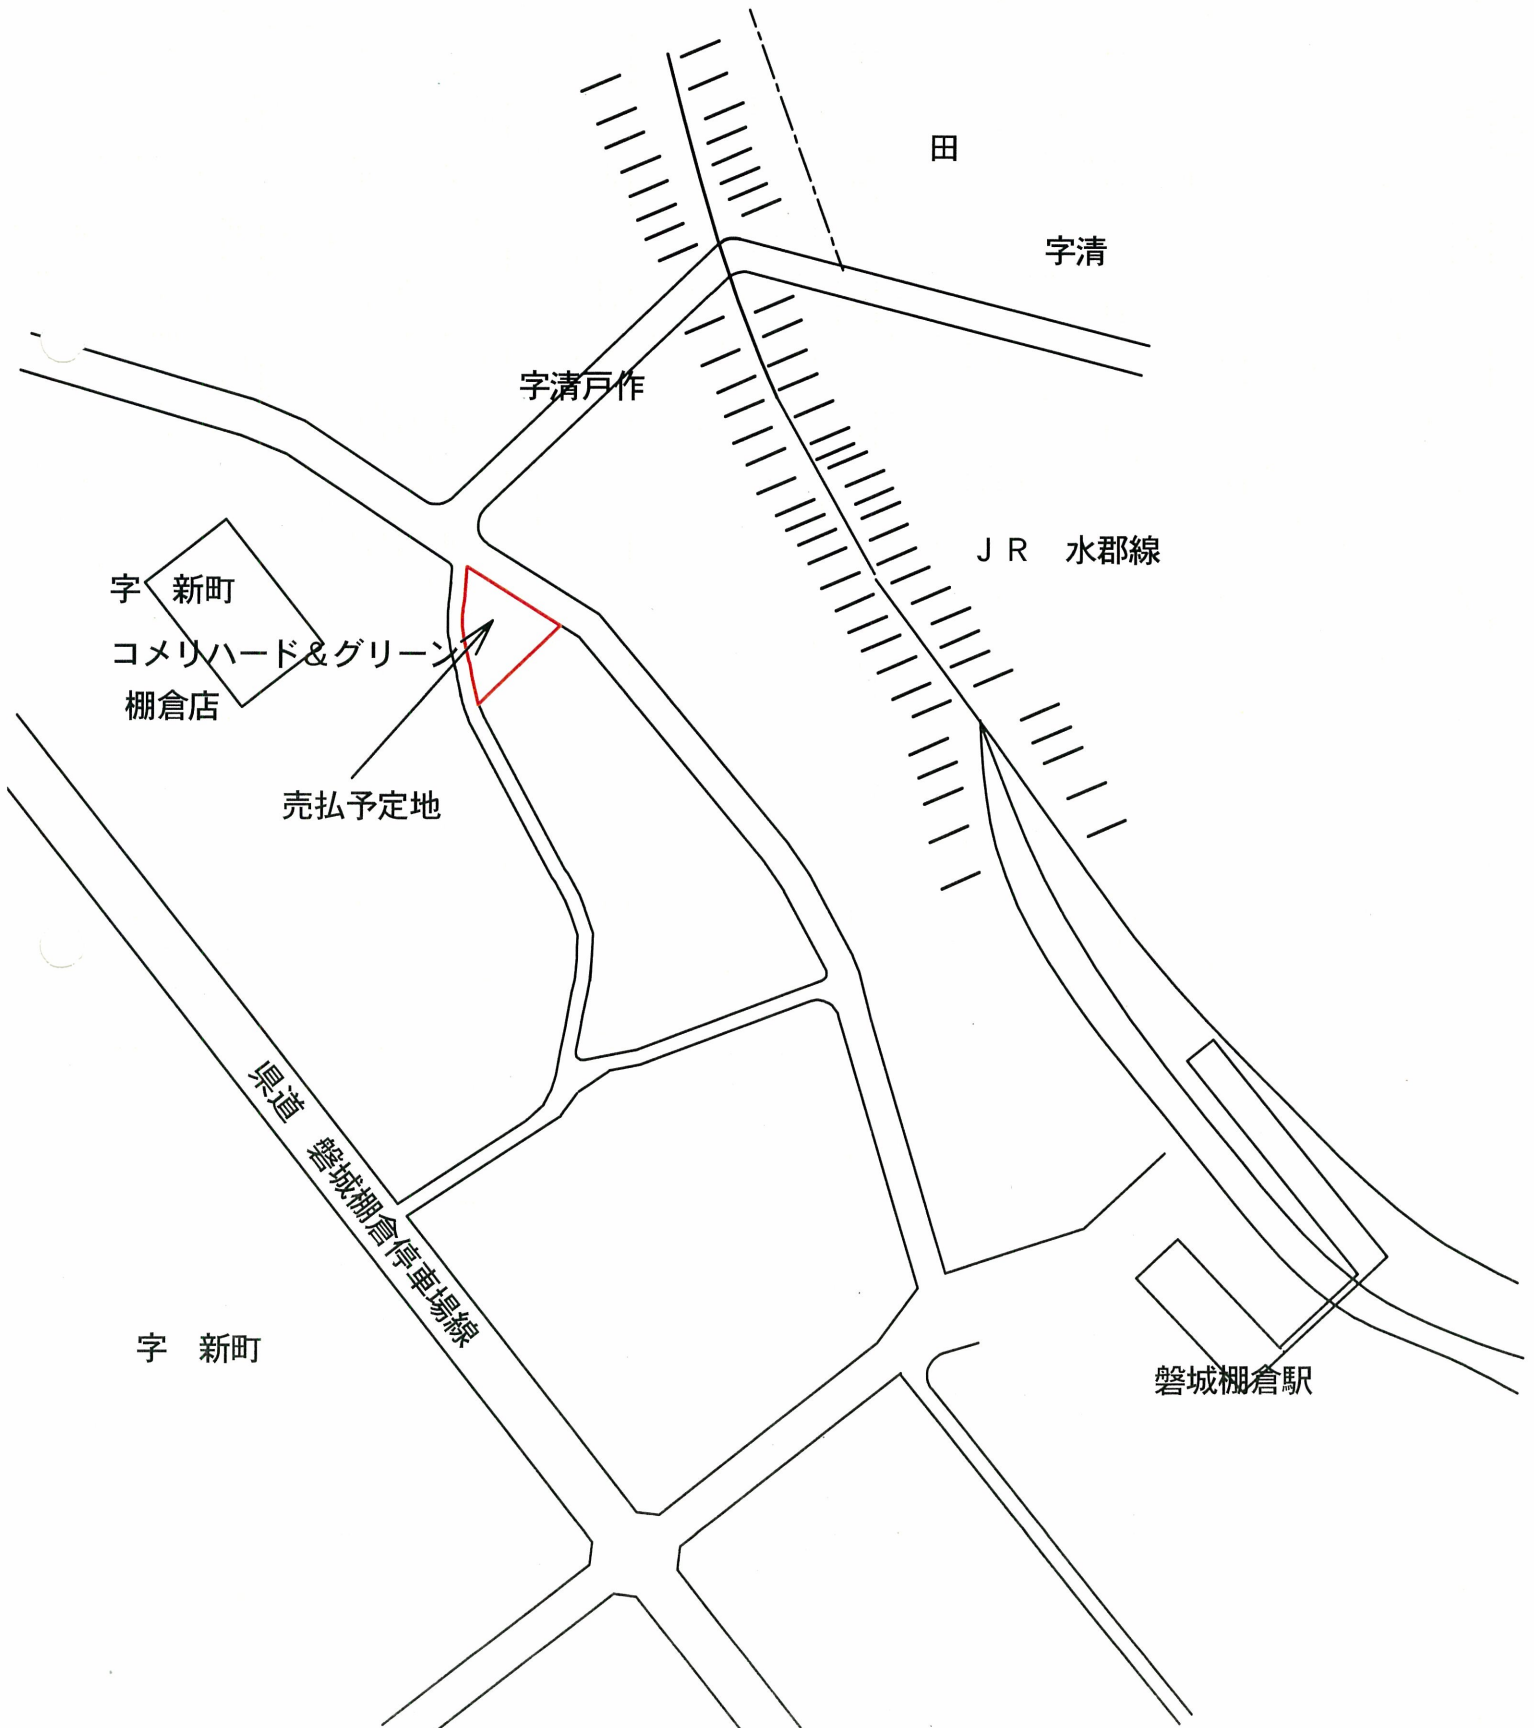 田
字清
字清戸作
ＪＲ　水郡線
字　新町
コメリハード＆グリーン
棚倉店
売払予定地
県道　磐城棚倉停車場線
字　新町
磐城棚倉駅